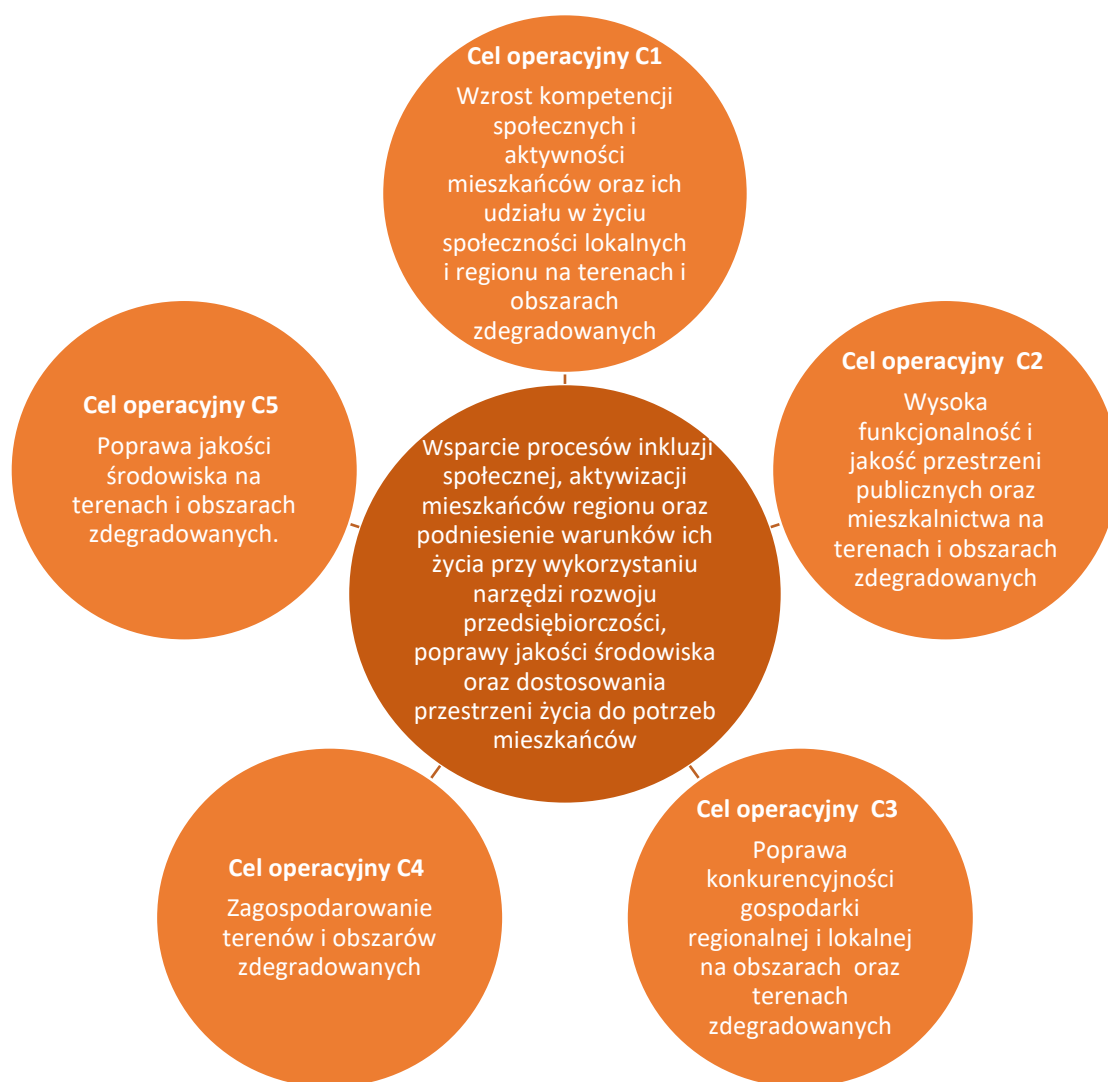 Cel operacyjny C1
Wzrost kompetencji
społecznych i
aktywności
mieszkańców oraz ich
udziału w życiu
społeczności lokalnych
i regionu na terenach i
obszarach
zdegradowanych
Cel operacyjny  C2
Wysoka
funkcjonalność i
jakość przestrzeni
publicznych oraz
mieszkalnictwa na
terenach i obszarach
zdegradowanych
Cel operacyjny C5
Poprawa jakości
środowiska na
terenach i obszarach
zdegradowanych.
Wsparcie procesów inkluzji
społecznej, aktywizacji
mieszkańców regionu oraz
podniesienie warunków ich
życia przy wykorzystaniu
narzędzi rozwoju
przedsiębiorczości,
poprawy jakości środowiska
oraz dostosowania
przestrzeni życia do potrzeb
mieszkańców
Cel operacyjny  C3
Poprawa
konkurencyjności
gospodarki
regionalnej i lokalnej
na obszarach  oraz
terenach
zdegradowanych
Cel operacyjny C4
Zagospodarowanie
terenów i obszarów
zdegradowanych